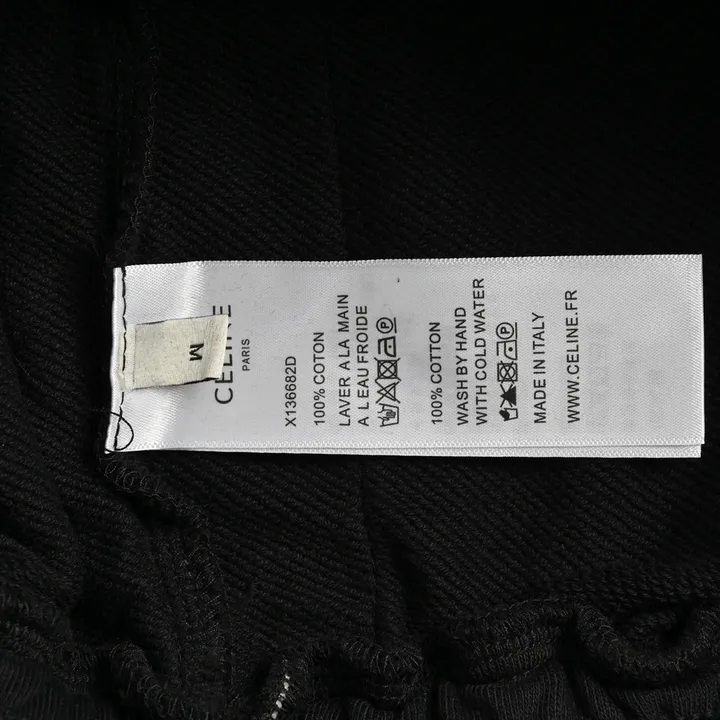 M
CELINE
PARIS
X136682D
100% COTON
LAVER A LA MAIN
A L EAU FROIDE
100% COTTON
WASH BY HAND
WITH COLD WATER
MADE IN ITALY
WWW.CELINE.FR